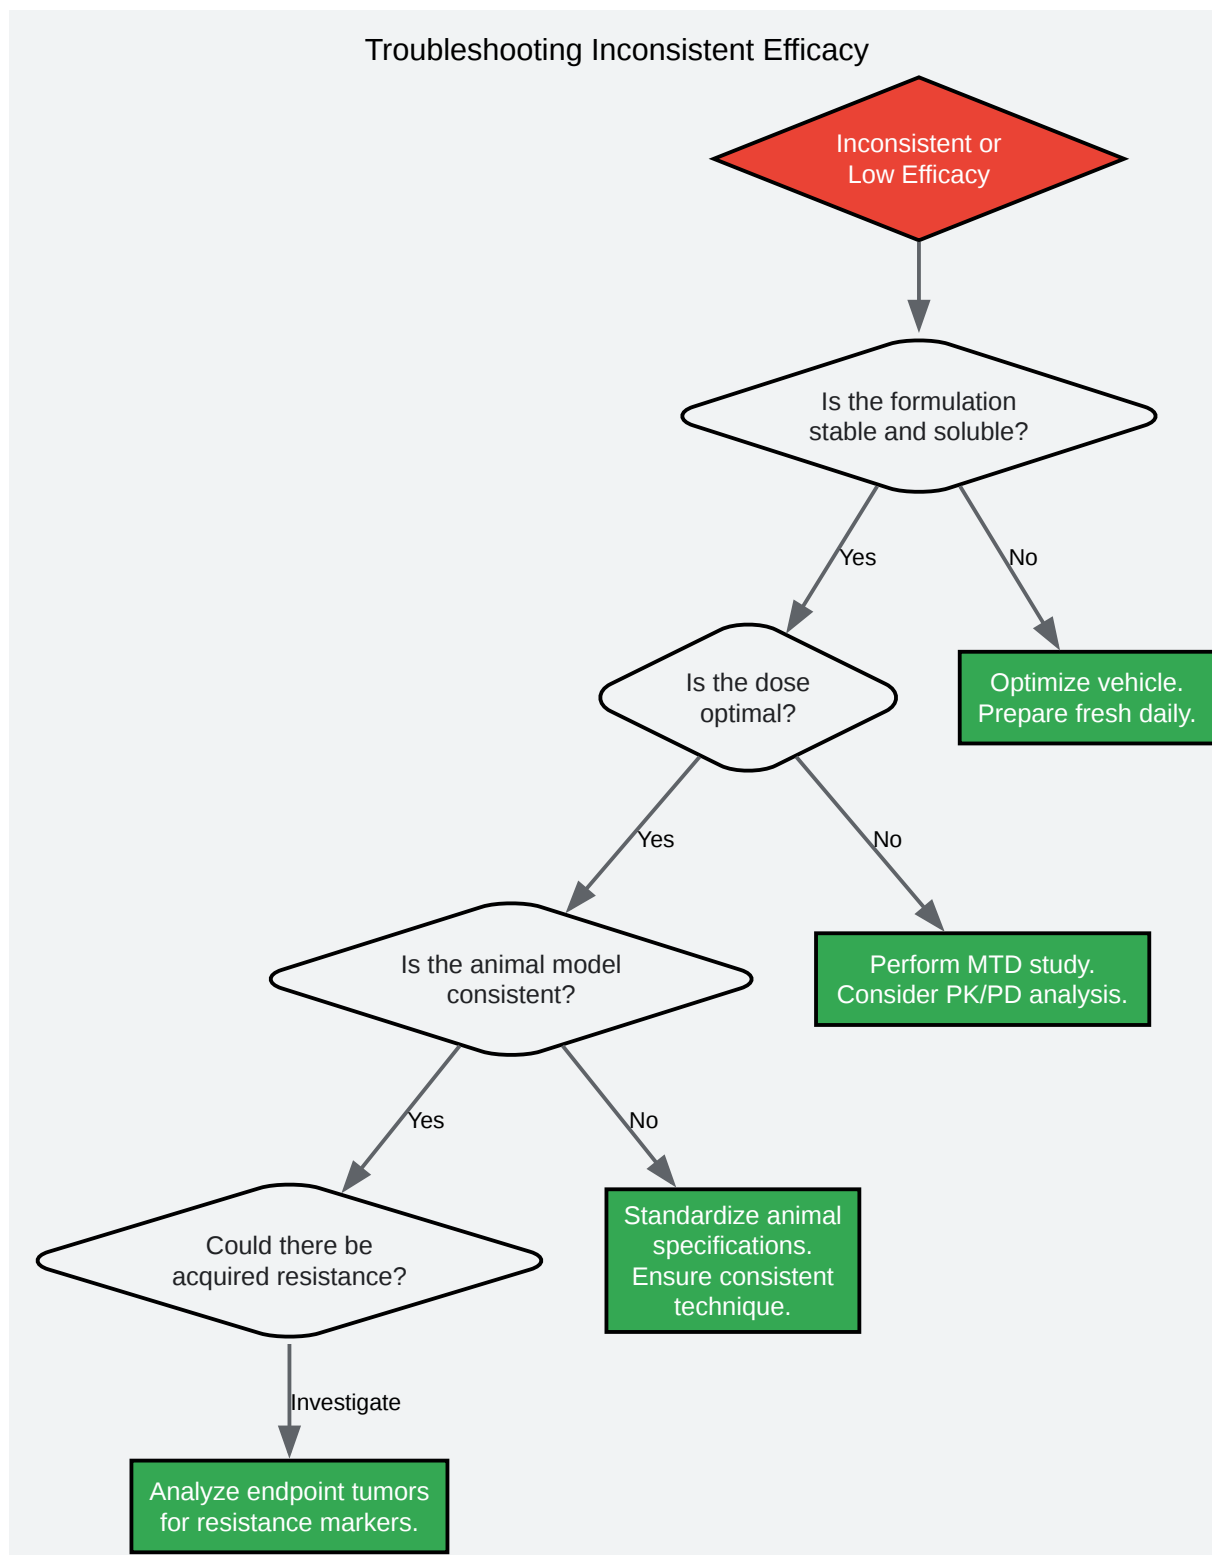 Troubleshooting Inconsistent Efficacy
Inconsistent or
Low Efficacy
Is the formulation
stable and soluble?
Yes
No
Is the dose
optimal?
Optimize vehicle.
Prepare fresh daily.
Yes
No
Is the animal model
consistent?
Perform MTD study.
Consider PK/PD analysis.
Yes
No
Could there be
acquired resistance?
Standardize animal
specifications.
Ensure consistent
technique.
Investigate
Analyze endpoint tumors
for resistance markers.